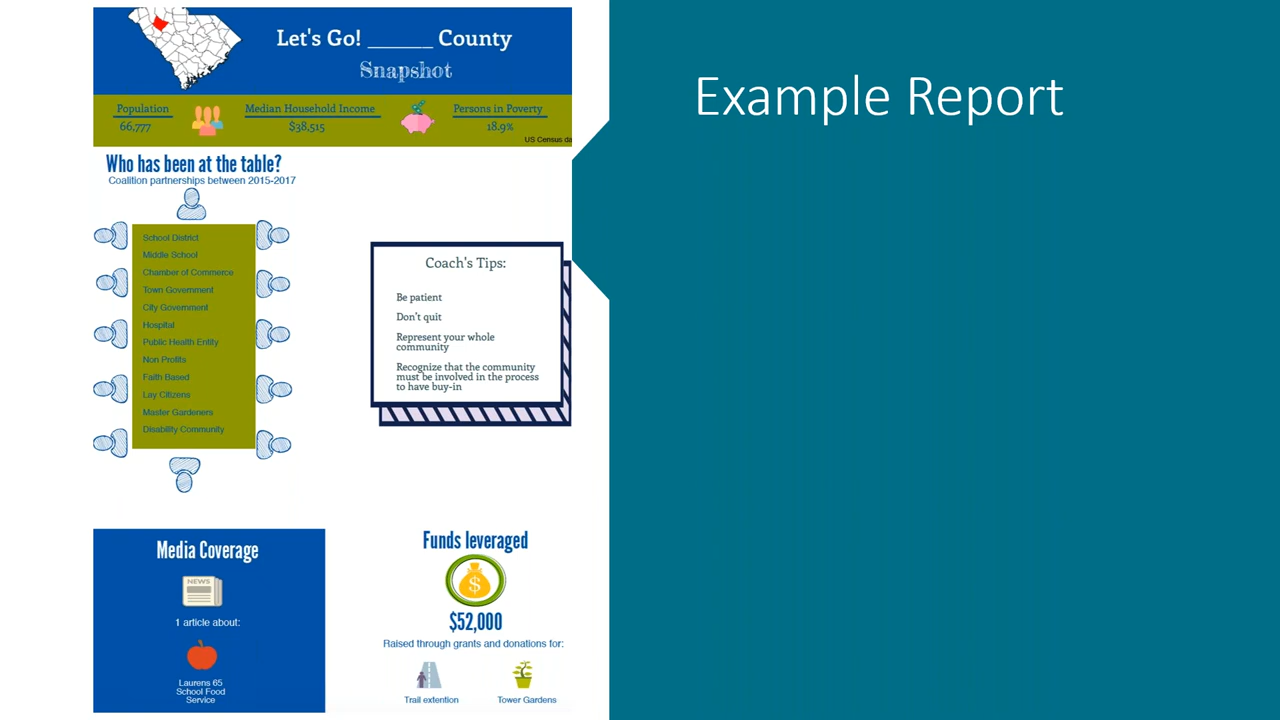 Let's Go! ______ County
Snapshot
Population
66,777
Median Household Income
$38,515
Persons in Poverty
18.9%
US Census da
Who has been at the table?
Coalition partnerships between 2015-2017
School District
Middle School
Chamber of Commerce
Town Government
City Government
Hospital
Public Health Entity
Non Profits
Faith Based
Lay Citizens
Master Gardeners
Disability Community
Coach's Tips:
Be patient
Don't quit
Represent your whole
community
Recognize that the community
must be involved in the process
to have buy-in
Media Coverage
NEWS
1 article about:
Laurens 65
School Food
Service
Funds leveraged
$
$52,000
Raised through grants and donations for:
Trail extention
Tower Gardens
Example Report